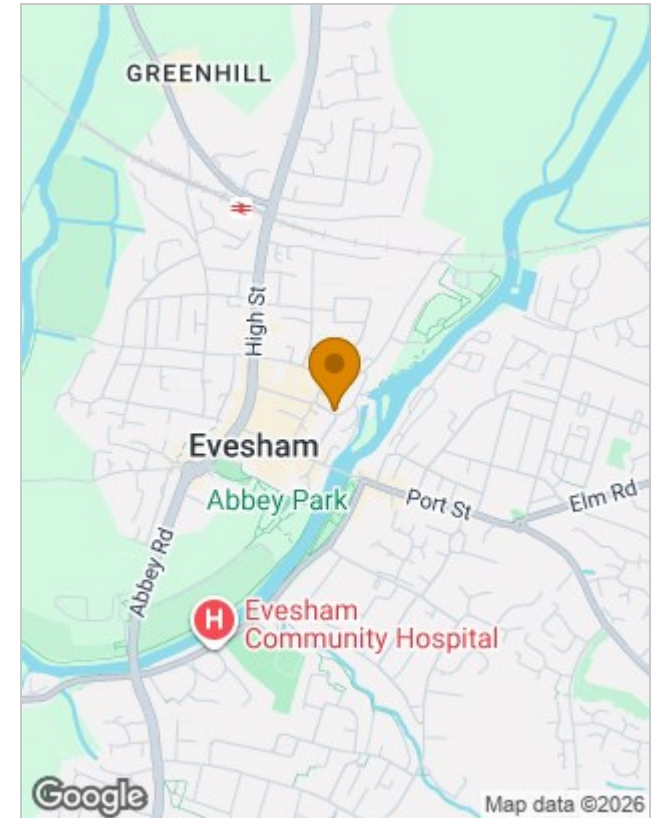 GREENHILL
High St
Evesham
Abbey Park
Port St
Elm Rd
Abbey Rd
H
Evesham
Community Hospital
Google
Map data ©2026